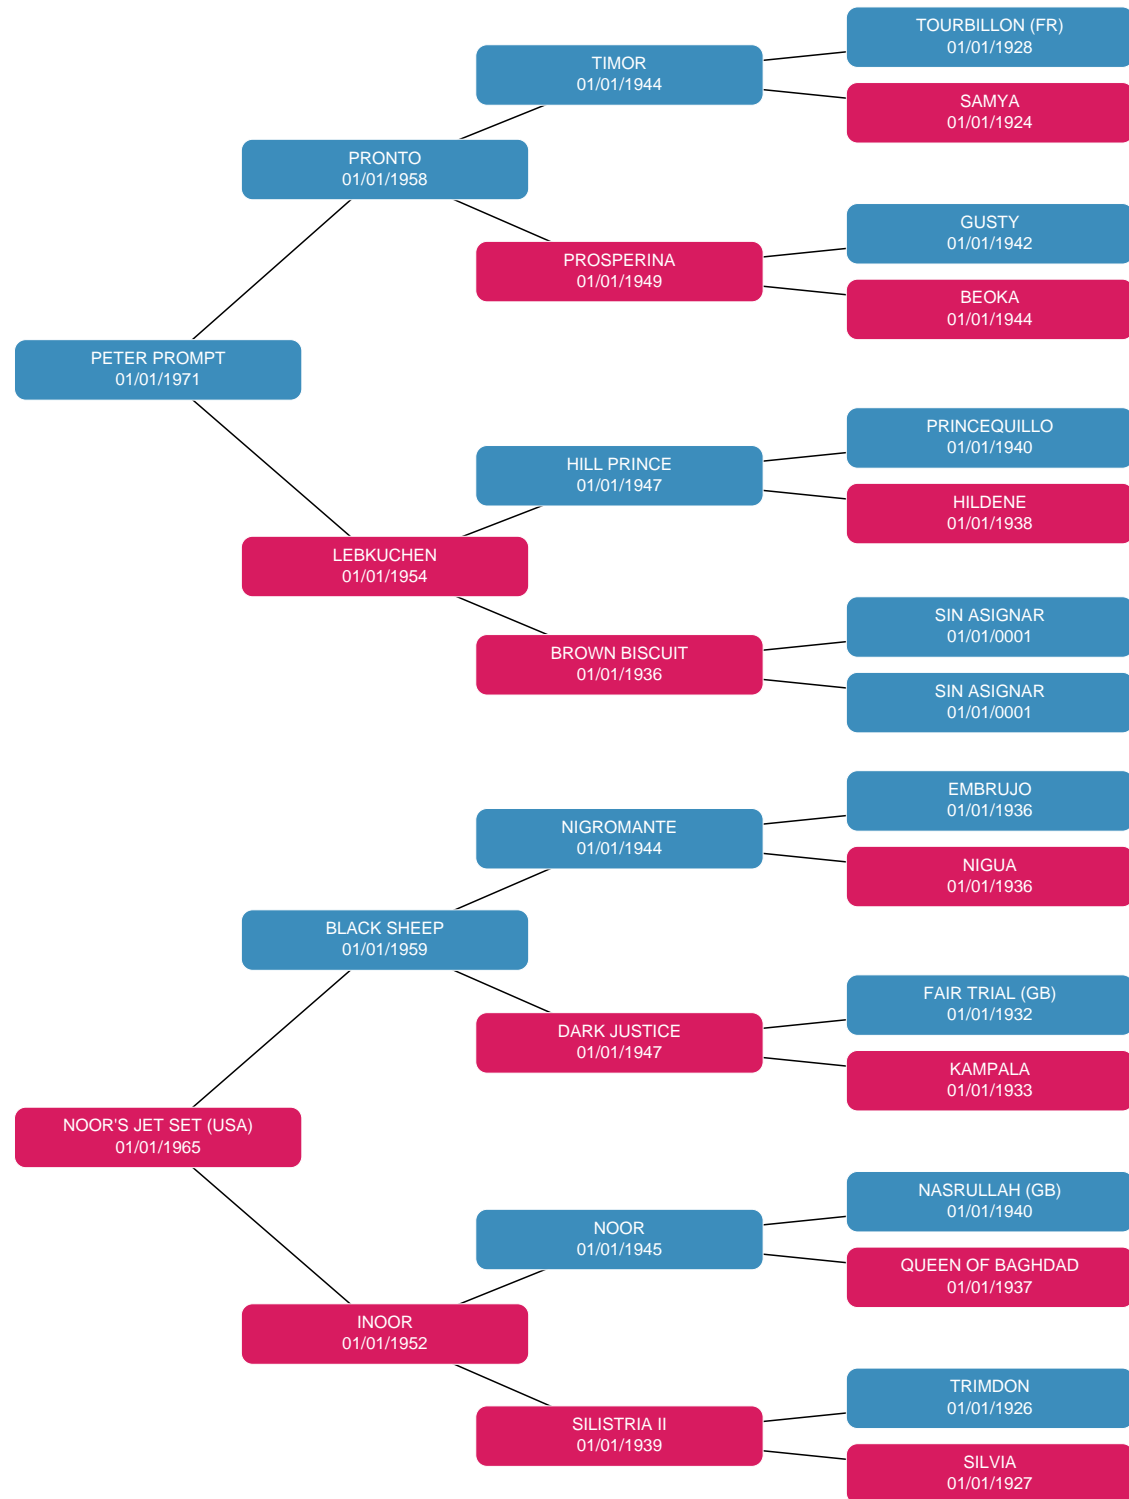 TOURBILLON (FR)
01/01/1928
TIMOR
01/01/1944
SAMYA
01/01/1924
PRONTO
01/01/1958
GUSTY
01/01/1942
PROSPERINA
01/01/1949
BEOKA
01/01/1944
PETER PROMPT
01/01/1971
PRINCEQUILLO
01/01/1940
HILL PRINCE
01/01/1947
HILDENE
01/01/1938
LEBKUCHEN
01/01/1954
SIN ASIGNAR
01/01/0001
BROWN BISCUIT
01/01/1936
SIN ASIGNAR
01/01/0001
EMBRUJO
01/01/1936
NIGROMANTE
01/01/1944
NIGUA
01/01/1936
BLACK SHEEP
01/01/1959
FAIR TRIAL (GB)
01/01/1932
DARK JUSTICE
01/01/1947
KAMPALA
01/01/1933
NOOR'S JET SET (USA)
01/01/1965
NASRULLAH (GB)
01/01/1940
NOOR
01/01/1945
QUEEN OF BAGHDAD
01/01/1937
INOOR
01/01/1952
TRIMDON
01/01/1926
SILISTRIA II
01/01/1939
SILVIA
01/01/1927